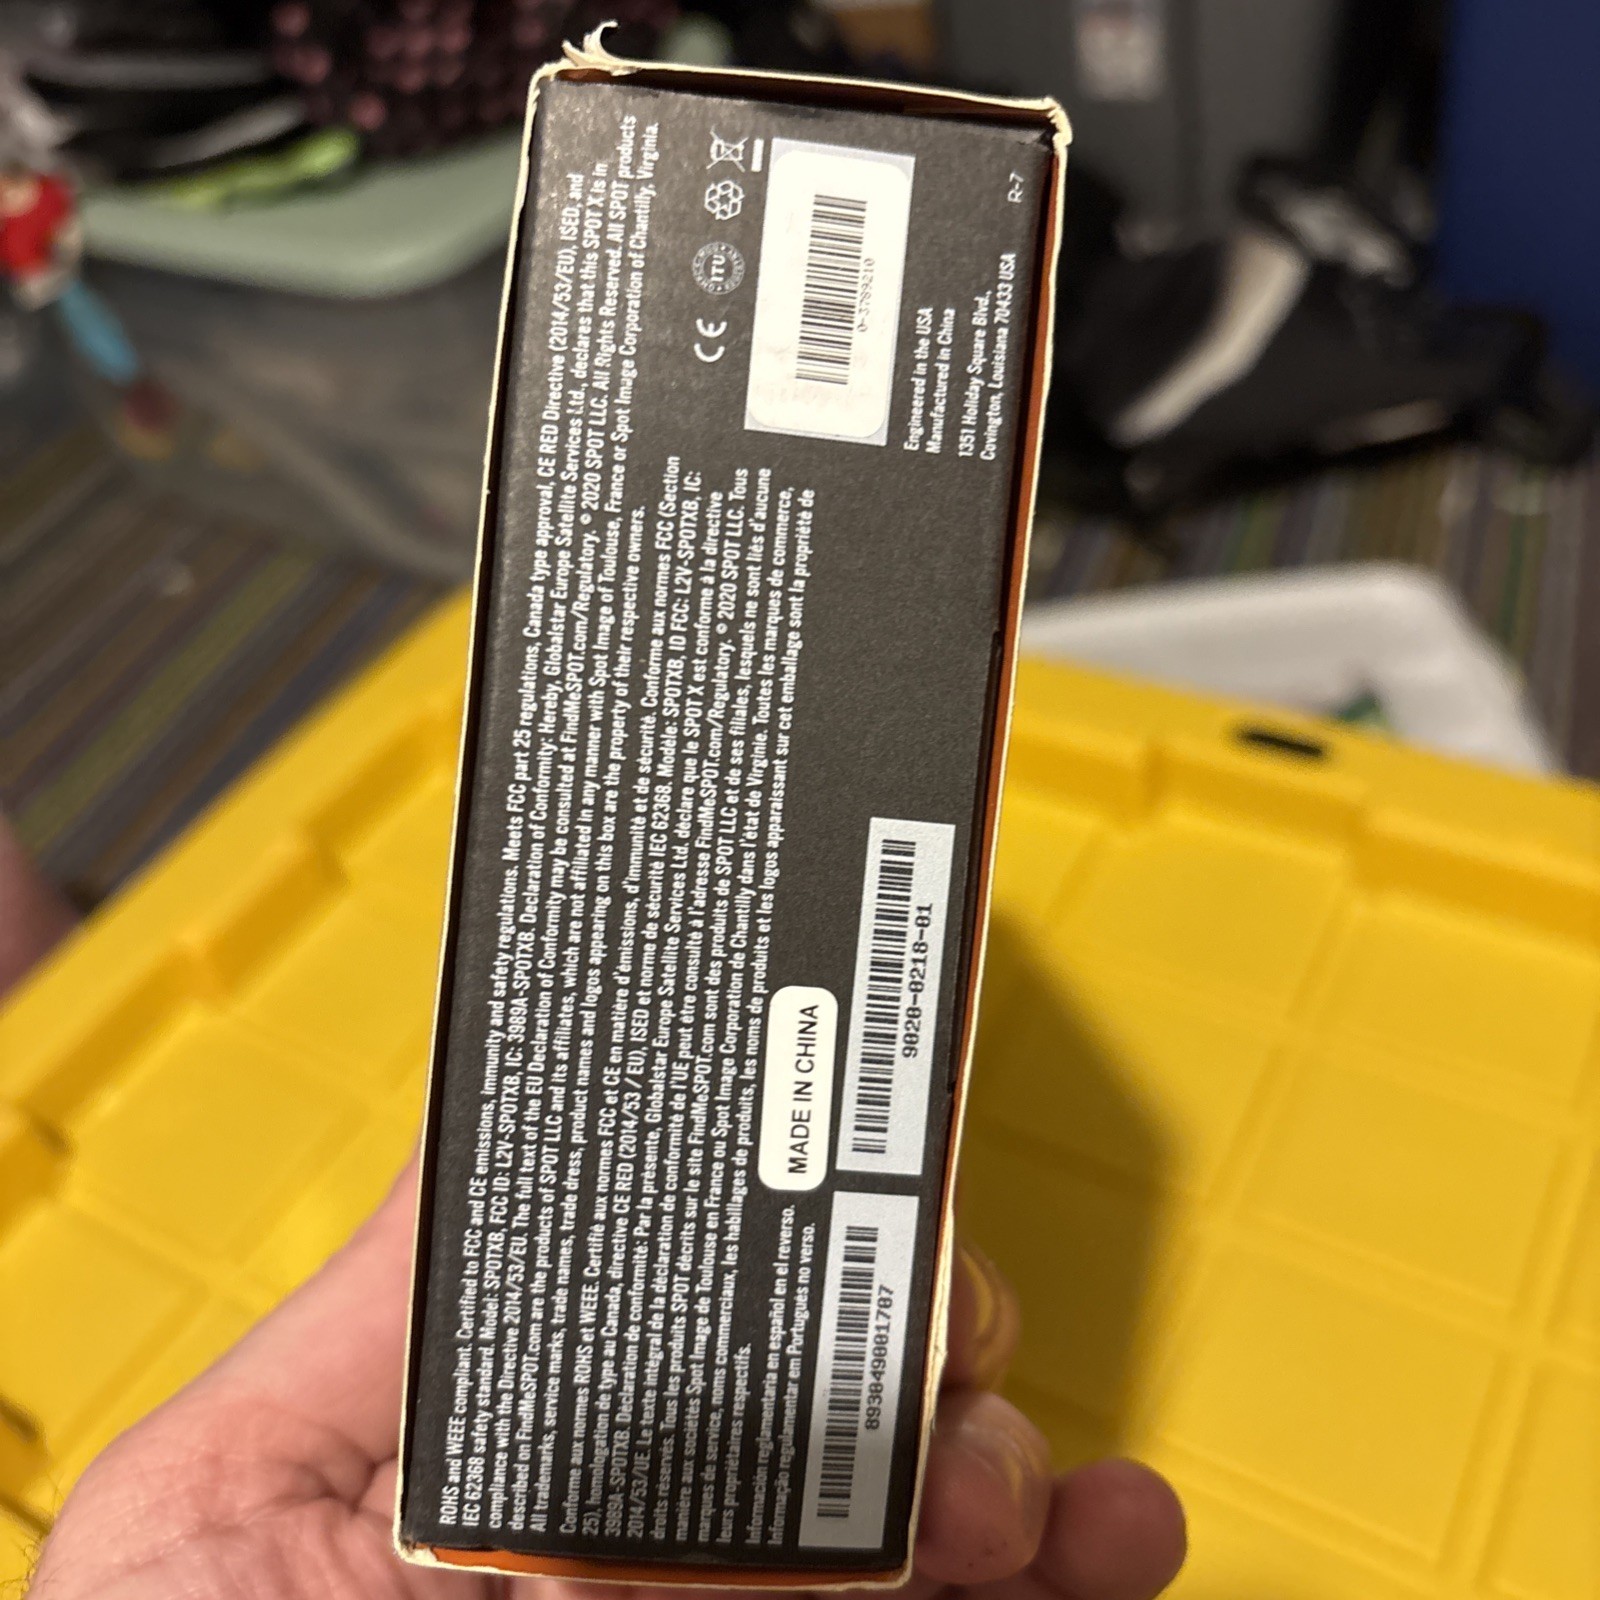 ROHS and WEEE compliant. Certified to FCC and CE emissions, immunity and safety regulations. Meets FCC part 25 regulations, Canada type approval, CE RED Directive (2014/53/EU), ISED, and
IEC 62368 safety standard. Model: SPOTXB, FCC ID: L2V-SPOTXB, IC: 3989A-SPOTXB. Declaration of Conformity: Hereby, Globalstar Europe Satellite Services Ltd., declares that this SPOT X is in
compliance with the Directive 2014/53/EU. The full text of the EU Declaration of Conformity may be consulted at FindMeSPOT.com/Regulatory. © 2020 SPOT LLC. All Rights Reserved. All SPOT products
described on FindMeSPOT.com are the products of SPOT LLC and its affiliates, which are not affiliated in any manner with Spot Image of Toulouse, France or Spot Image Corporation of Chantilly, Virginia.
All trademarks, service marks, trade names, trade dress, product names and logos appearing on this box are the property of their respective owners.
Conforme aux normes ROHS et WEEE. Certifié aux normes FCC et CE en matière d'émissions, d'immunité et de sécurité. Conforme aux normes FCC (Section
25), homologation de type au Canada, directive CE RED (2014/53 / EU), ISED et norme de sécurité IEC 62368. Modèle: SPOTXB, ID FCC: L2V-SPOTXB, IC:
3989A-SPOTXB. Déclaration de conformité: Par la présente, Globalstar Europe Satellite Services Ltd. déclare que le SPOT X est conforme à la directive
2014/53/UE. Le texte intégral de la déclaration de conformité de l'UE peut être consulté à l'adresse FindMeSPOT.com/Regulatory. © 2020 SPOT LLC. Tous
droits réservés. Tous les produits SPOT décrits sur le site FindMeSPOT.com sont des produits de SPOT LLC et de ses filiales, lesquels ne sont liés d'aucune
manière aux sociétés Spot Image de Toulouse en France ou Spot Image Corporation de Chantilly dans l'état de Virginie. Toutes les marques de commerce,
marques de service, noms commerciaux, les habillages de produits, les noms de produits et les logos apparaissant sur cet emballage sont la propriété de
leurs propriétaires respectifs.
Información reglamentaria en español en el reverso.
Informação regulamentar em Portugues no verso.
MADE IN CHINA
89384949001787
9028-0218-01
CE
ITU
0-3789210
Engineered in the USA
Manufactured in China
1351 Holiday Square Blvd.,
Covington, Louisiana 70433 USA
R-7